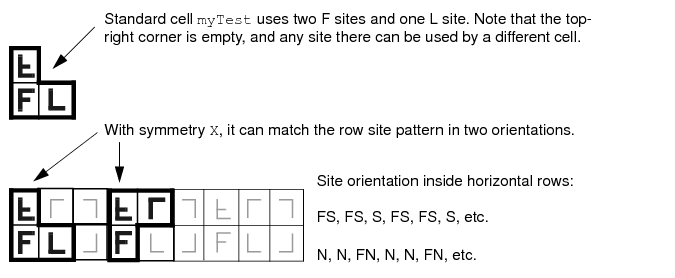 Standard cell myTest uses two F sites and one L site. Note that the top-
right corner is empty, and any site there can be used by a different cell.
F
F L
With symmetry X, it can match the row site pattern in two orientations.
Site orientation inside horizontal rows:
FS, FS, S, FS, FS, S, etc.
F L L F L L F L L
F L L F L L F L L
N, N, FN, N, N, FN, etc.